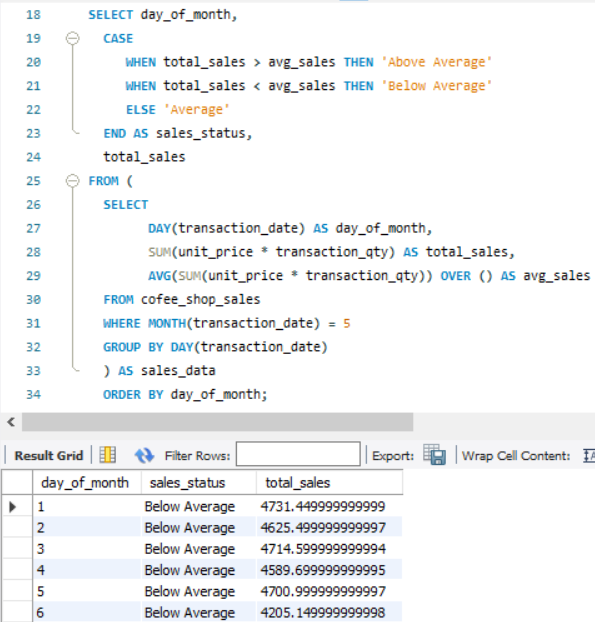 18 SELECT day_of_month,
19 CASE
20 WHEN total_sales > avg_sales THEN 'Above Average'
21 WHEN total_sales < avg_sales THEN 'Below Average'
22 ELSE 'Average'
23 END AS sales_status,
24 total_sales
25 FROM (
26 SELECT
27 DAY(transaction_date) AS day_of_month,
28 SUM(unit_price * transaction_qty) AS total_sales,
29 AVG(SUM(unit_price * transaction_qty)) OVER () AS avg_sales
30 FROM cofee_shop_sales
31 WHERE MONTH(transaction_date) = 5
32 GROUP BY DAY(transaction_date)
33 ) AS sales_data
34 ORDER BY day_of_month;
Result Grid Filter Rows: Export: Wrap Cell Content:
day_of_month sales_status total_sales
1 Below Average 4731.449999999999
2 Below Average 4625.499999999997
3 Below Average 4714.599999999994
4 Below Average 4589.699999999995
5 Below Average 4700.999999999997
6 Below Average 4205.149999999998